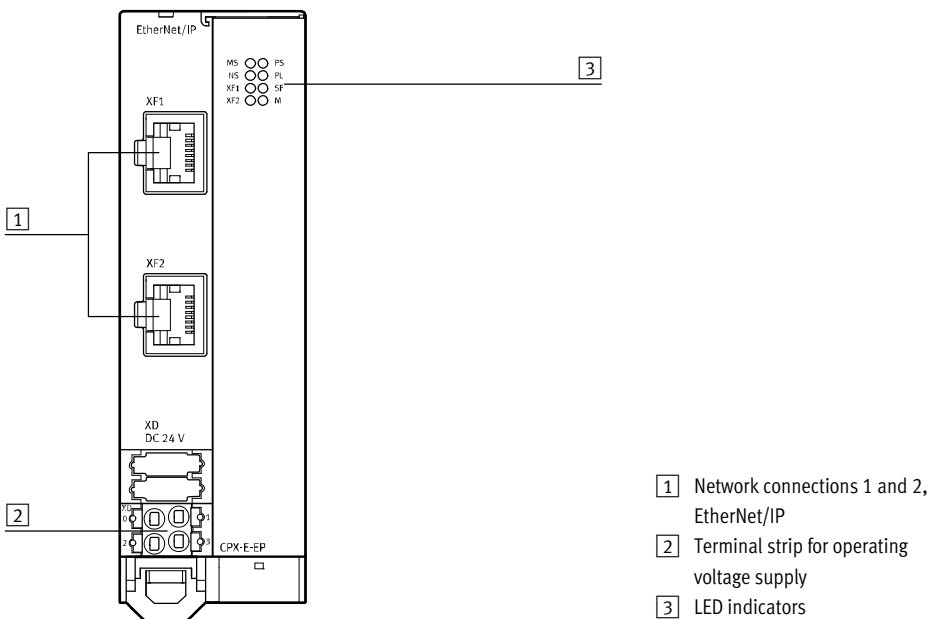 EtherNet/IP
MS PS
NS PL
XF1 SF
XF2 M
3
XF1
1
XF2
XD
DC 24 V
2
XD
0 1
2 3
CPX-E-EP
1 Network connections 1 and 2,
EtherNet/IP
2 Terminal strip for operating
voltage supply
3 LED indicators